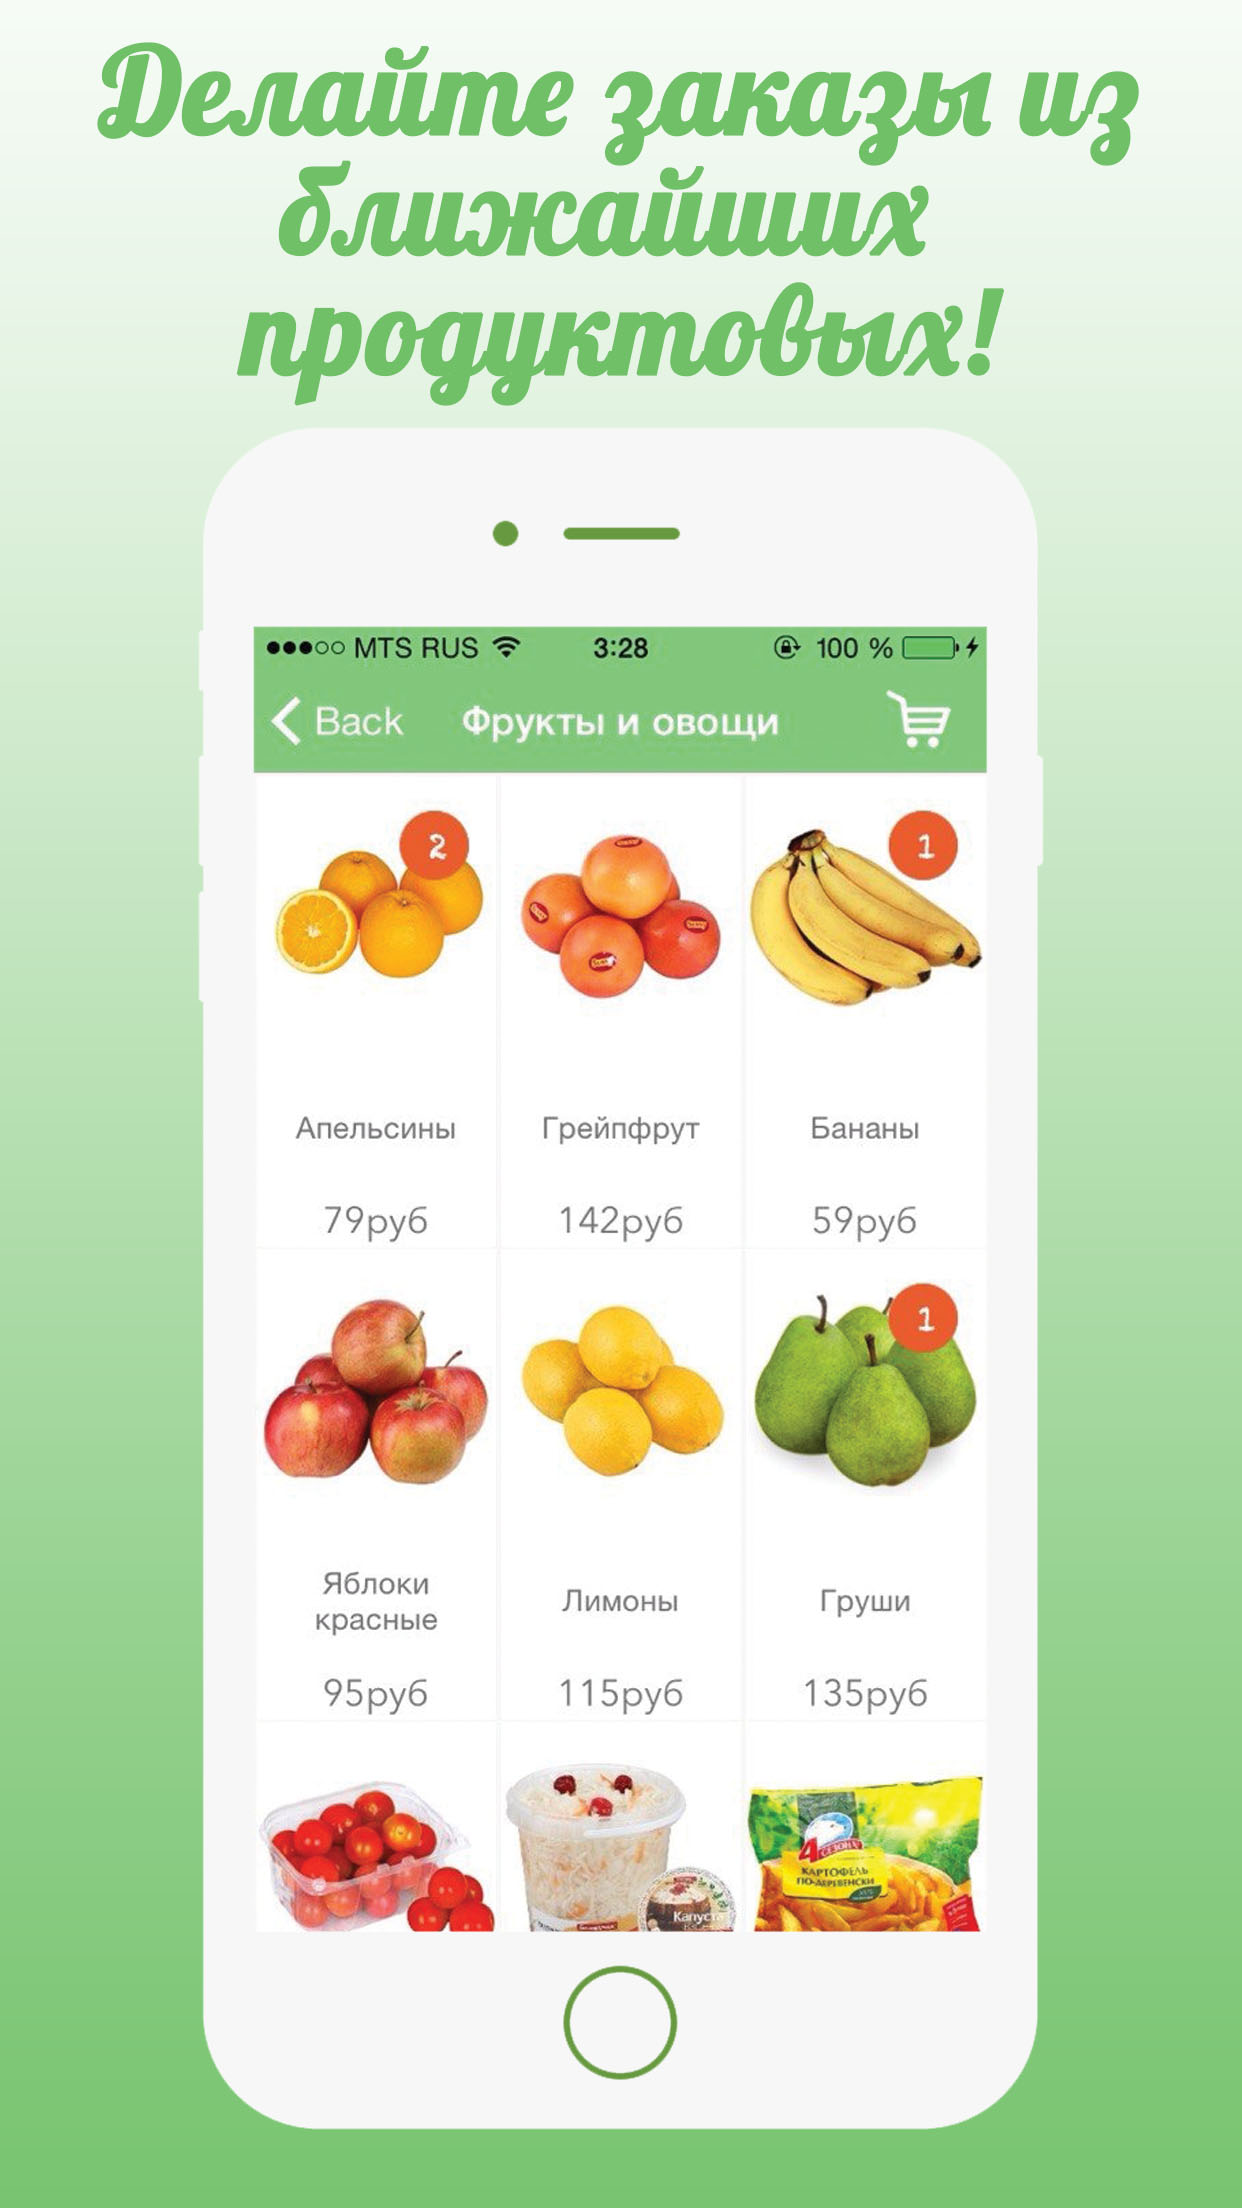 Делайте заказы из
ближайших
продуктовых!
MTS RUS 3:28 100 %
Back Фрукты и овощи
2 1
Апельсины Грейпфрут Бананы
79руб 142руб 59руб
1
Яблоки
красные Лимоны Груши
95руб 115руб 135руб
4
СЕЗОНА
КАРТОФЕЛЬ
ПО-ДЕРЕВЕНСКИ
Капуста